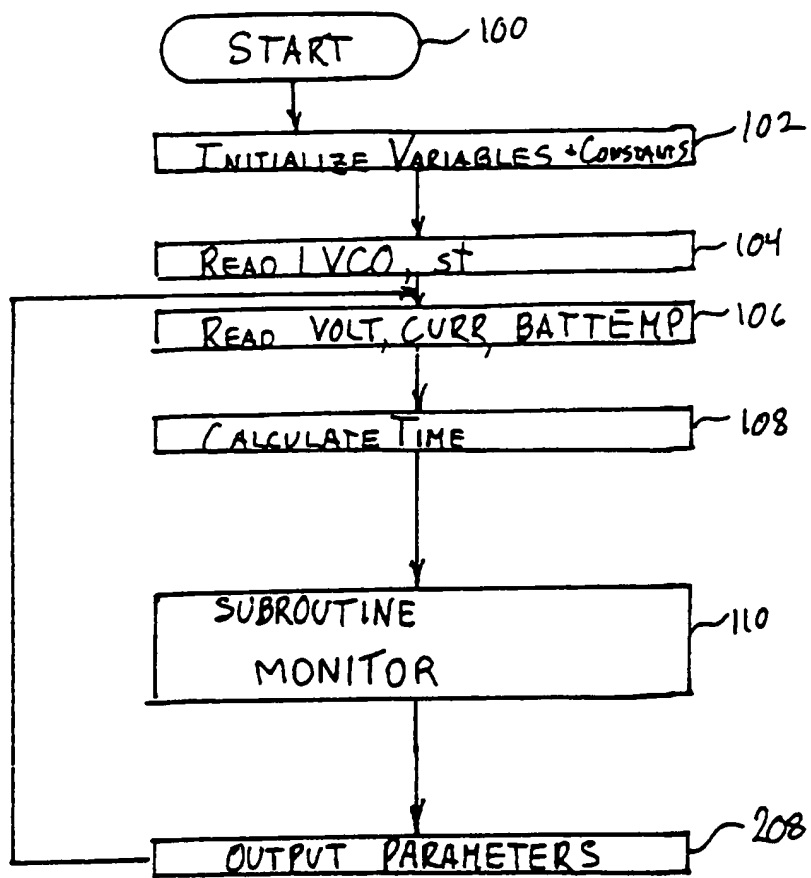 START 100
INITIALIZE VARIABLES + CONSTANTS 102
READ LVCO, st 104
READ VOLT, CURR, BATTEMP 106
CALCULATE TIME 108
SUBROUTINE
MONITOR 110
OUTPUT PARAMETERS 208